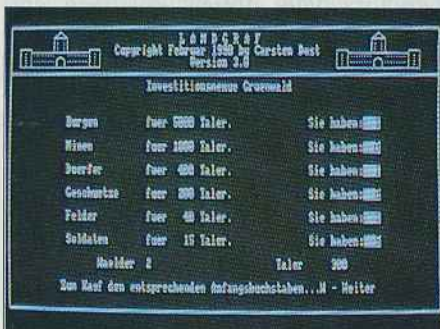 LANDGRAF
Copyright Februar 1990 by Carsten Best
Version 3.0
Investitionsmenue Gruenwald
Burgen fuer 5000 Taler. Sie haben:
Minen fuer 1000 Taler. Sie haben:
Doerfer fuer 400 Taler. Sie haben:
Geschuetze fuer 300 Taler. Sie haben:
Felder fuer 40 Taler. Sie haben:
Soldaten fuer 15 Taler. Sie haben:
Waelder 2 Taler 300
Zum Kauf den entsprechenden Anfangsbuchstaben...W - Weiter